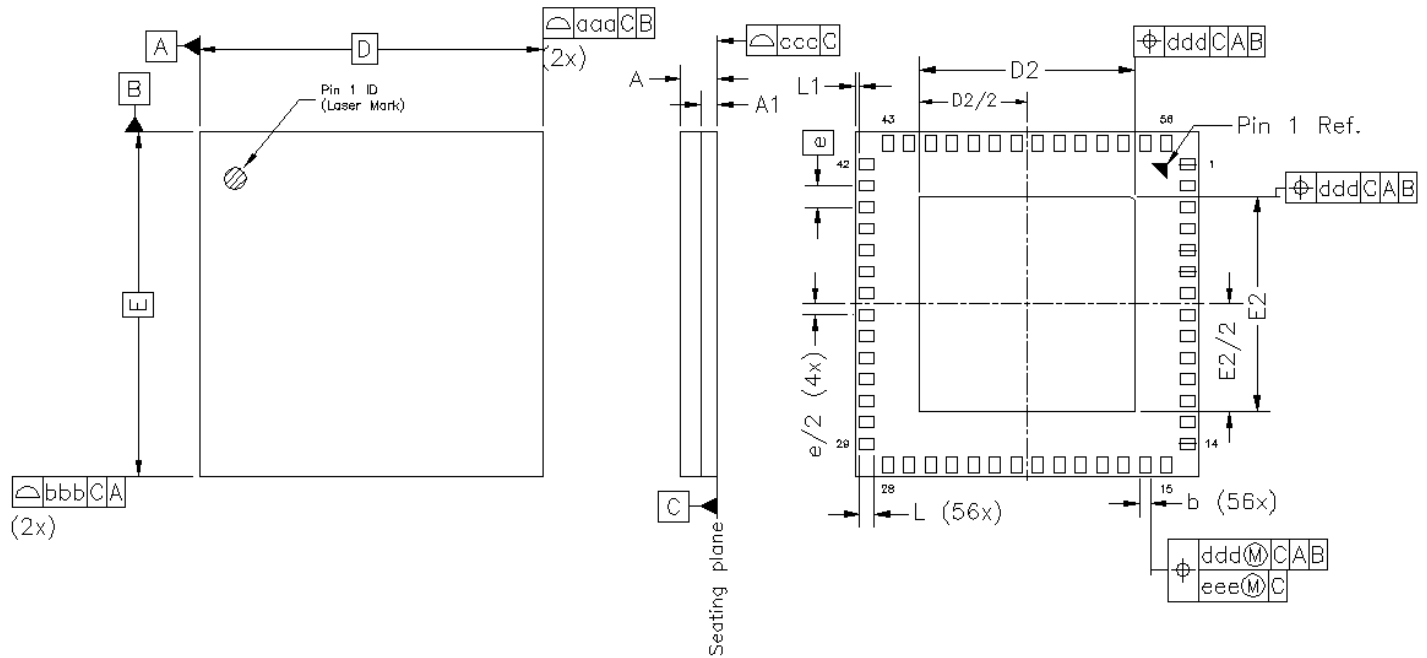 A
D
⌓ aaa C B
(2x)
B
Pin 1 ID
(Laser Mark)
E
⌓ bbb C A
(2x)
⌓ ccc C
A
A1
C
Seating plane
⌖ ddd C A B
D2
D2/2
L1
43
56
Pin 1 Ref.
e
42
1
⌖ ddd C A B
E2
E2/2
e/2 (4x)
29
14
28
15
L (56x)
b (56x)
⌖ ddd Ⓜ C A B
eee Ⓜ C